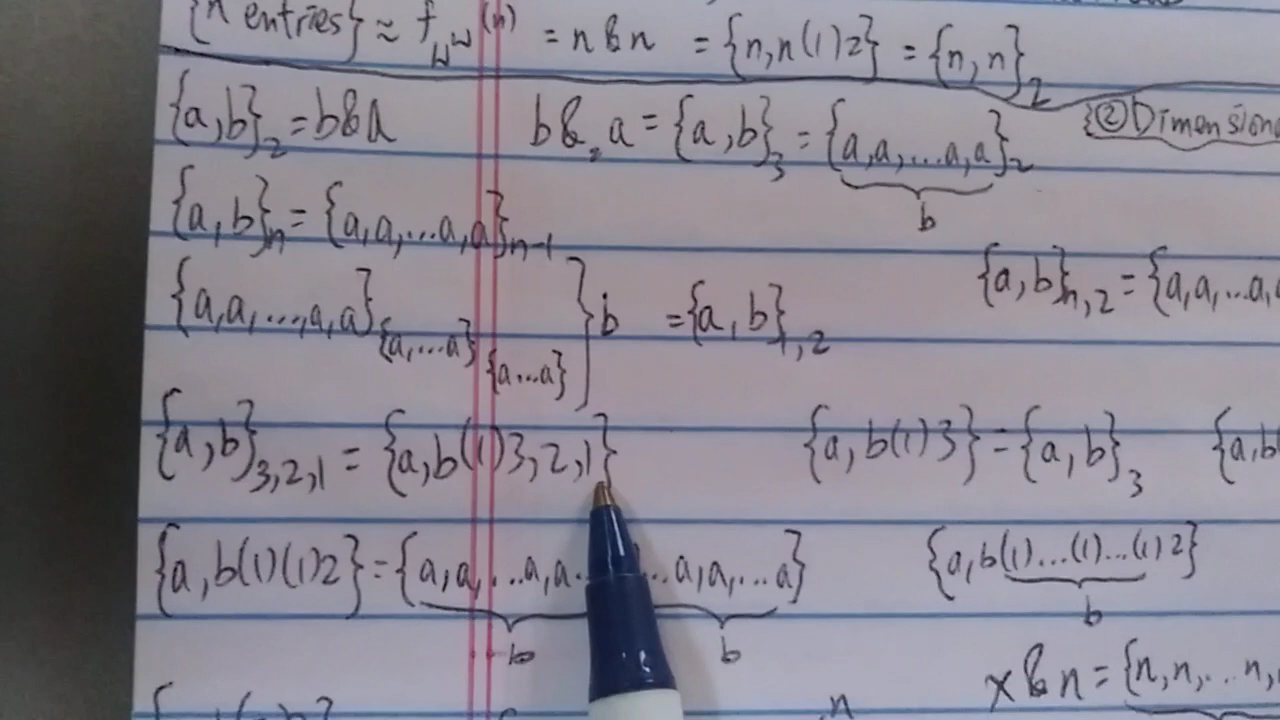 {n entries} ≈ f_{ω^ω}(n) = n & n = {n, n (1) 2} = {n, n}_2
{a, b}_2 = b & a b &_2 a = {a, b}_3 = {a, a, ... a, a}_2
b
② Dimension
{a, b}_n = {a, a, ... a, a}_{n-1}
{a, b}_{n,2} = {a, a, ... a,
{a, a, ..., a, a}_{{a, ... a}_{{a ... a}}} } b = {a, b}_{1,2}
{a, b}_{3,2,1} = {a, b (1) 3, 2, 1} {a, b (1) 3} = {a, b}_3 {a, b
{a, b (1) (1) 2} = {a, a, ... a, a ... a, a, ... a} {a, b (1) ... (1) ... (1) 2}
b b b
x & n = {n, n, ... n,